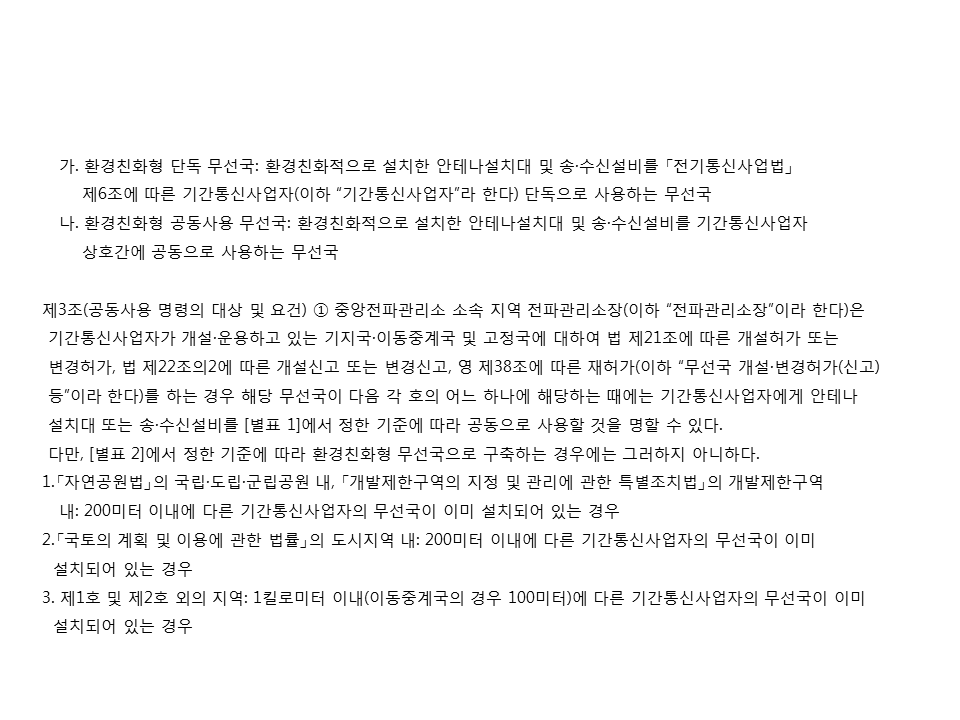 가. 환경친화형 단독 무선국: 환경친화적으로 설치한 안테나설치대 및 송·수신설비를 「전기통신사업법」
제6조에 따른 기간통신사업자(이하 “기간통신사업자”라 한다) 단독으로 사용하는 무선국
나. 환경친화형 공동사용 무선국: 환경친화적으로 설치한 안테나설치대 및 송·수신설비를 기간통신사업자
상호간에 공동으로 사용하는 무선국
제3조(공동사용 명령의 대상 및 요건) ① 중앙전파관리소 소속 지역 전파관리소장(이하 “전파관리소장”이라 한다)은
기간통신사업자가 개설·운용하고 있는 기지국·이동중계국 및 고정국에 대하여 법 제21조에 따른 개설허가 또는
변경허가, 법 제22조의2에 따른 개설신고 또는 변경신고, 영 제38조에 따른 재허가(이하 “무선국 개설·변경허가(신고)
등”이라 한다)를 하는 경우 해당 무선국이 다음 각 호의 어느 하나에 해당하는 때에는 기간통신사업자에게 안테나
설치대 또는 송·수신설비를 [별표 1]에서 정한 기준에 따라 공동으로 사용할 것을 명할 수 있다.
다만, [별표 2]에서 정한 기준에 따라 환경친화형 무선국으로 구축하는 경우에는 그러하지 아니하다.
1.「자연공원법」의 국립·도립·군립공원 내, 「개발제한구역의 지정 및 관리에 관한 특별조치법」의 개발제한구역
내: 200미터 이내에 다른 기간통신사업자의 무선국이 이미 설치되어 있는 경우
2.「국토의 계획 및 이용에 관한 법률」의 도시지역 내: 200미터 이내에 다른 기간통신사업자의 무선국이 이미
설치되어 있는 경우
3. 제1호 및 제2호 외의 지역: 1킬로미터 이내(이동중계국의 경우 100미터)에 다른 기간통신사업자의 무선국이 이미
설치되어 있는 경우